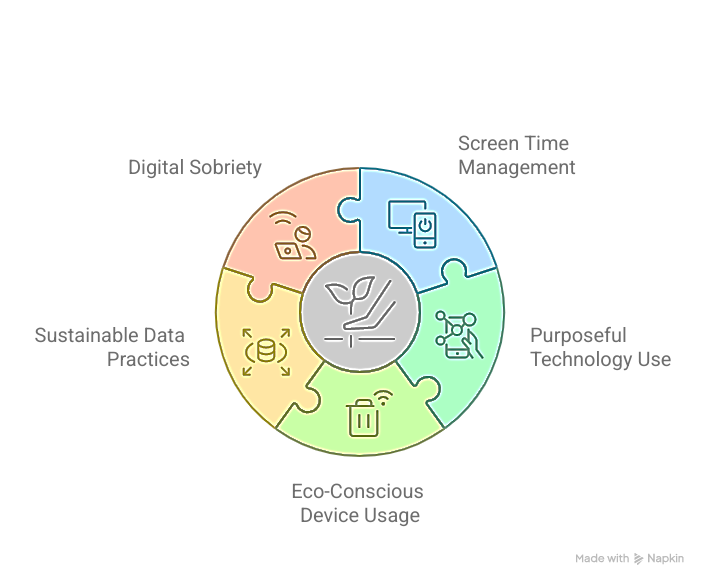 Screen Time
Management
Digital Sobriety
Sustainable Data
Practices
Purposeful
Technology Use
Eco-Conscious
Device Usage
Made with Napkin